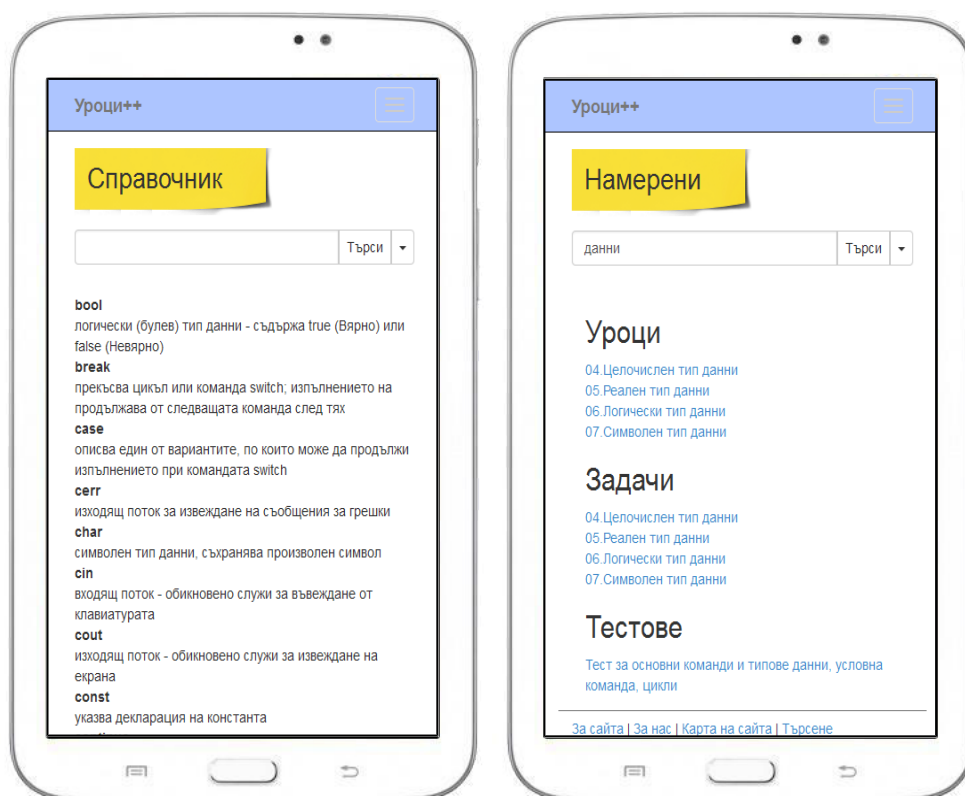 Уроци++
Справочник
Търси
bool
логически (булев) тип данни - съдържа true (Вярно) или
false (Невярно)
break
прекъсва цикъл или команда switch; изпълнението на
продължава от следващата команда след тях
case
описва един от вариантите, по които може да продължи
изпълнението при командата switch
cerr
изходящ поток за извеждане на съобщения за грешки
char
символен тип данни, съхранява произволен символ
cin
входящ поток - обикновено служи за въвеждане от
клавиатурата
cout
изходящ поток - обикновено служи за извеждане на
екрана
const
указва декларация на константа
Уроци++
Намерени
данни
Търси
Уроци
04.Целочислен тип данни
05.Реален тип данни
06.Логически тип данни
07.Символен тип данни
Задачи
04.Целочислен тип данни
05.Реален тип данни
06.Логически тип данни
07.Символен тип данни
Тестове
Тест за основни команди и типове данни, условна
команда, цикли
За сайта | За нас | Карта на сайта | Търсене